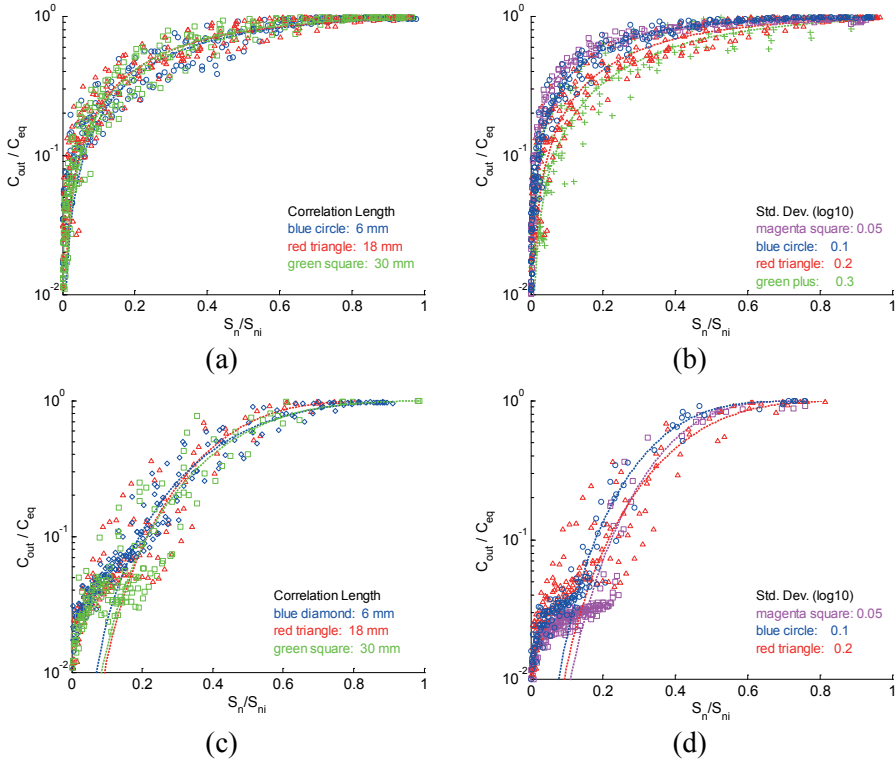 10^0
10^-1
10^-2
C_out / C_eq
0 0.2 0.4 0.6 0.8 1
S_n/S_ni
Correlation Length
blue circle: 6 mm
red triangle: 18 mm
green square: 30 mm
(a)
10^0
10^-1
10^-2
C_out / C_eq
0 0.2 0.4 0.6 0.8 1
S_n/S_ni
Std. Dev. (log10)
magenta square: 0.05
blue circle: 0.1
red triangle: 0.2
green plus: 0.3
(b)
10^0
10^-1
10^-2
C_out / C_eq
0 0.2 0.4 0.6 0.8 1
S_n/S_ni
Correlation Length
blue diamond: 6 mm
red triangle: 18 mm
green square: 30 mm
(c)
10^0
10^-1
10^-2
C_out / C_eq
0 0.2 0.4 0.6 0.8 1
S_n/S_ni
Std. Dev. (log10)
magenta square: 0.05
blue circle: 0.1
red triangle: 0.2
(d)